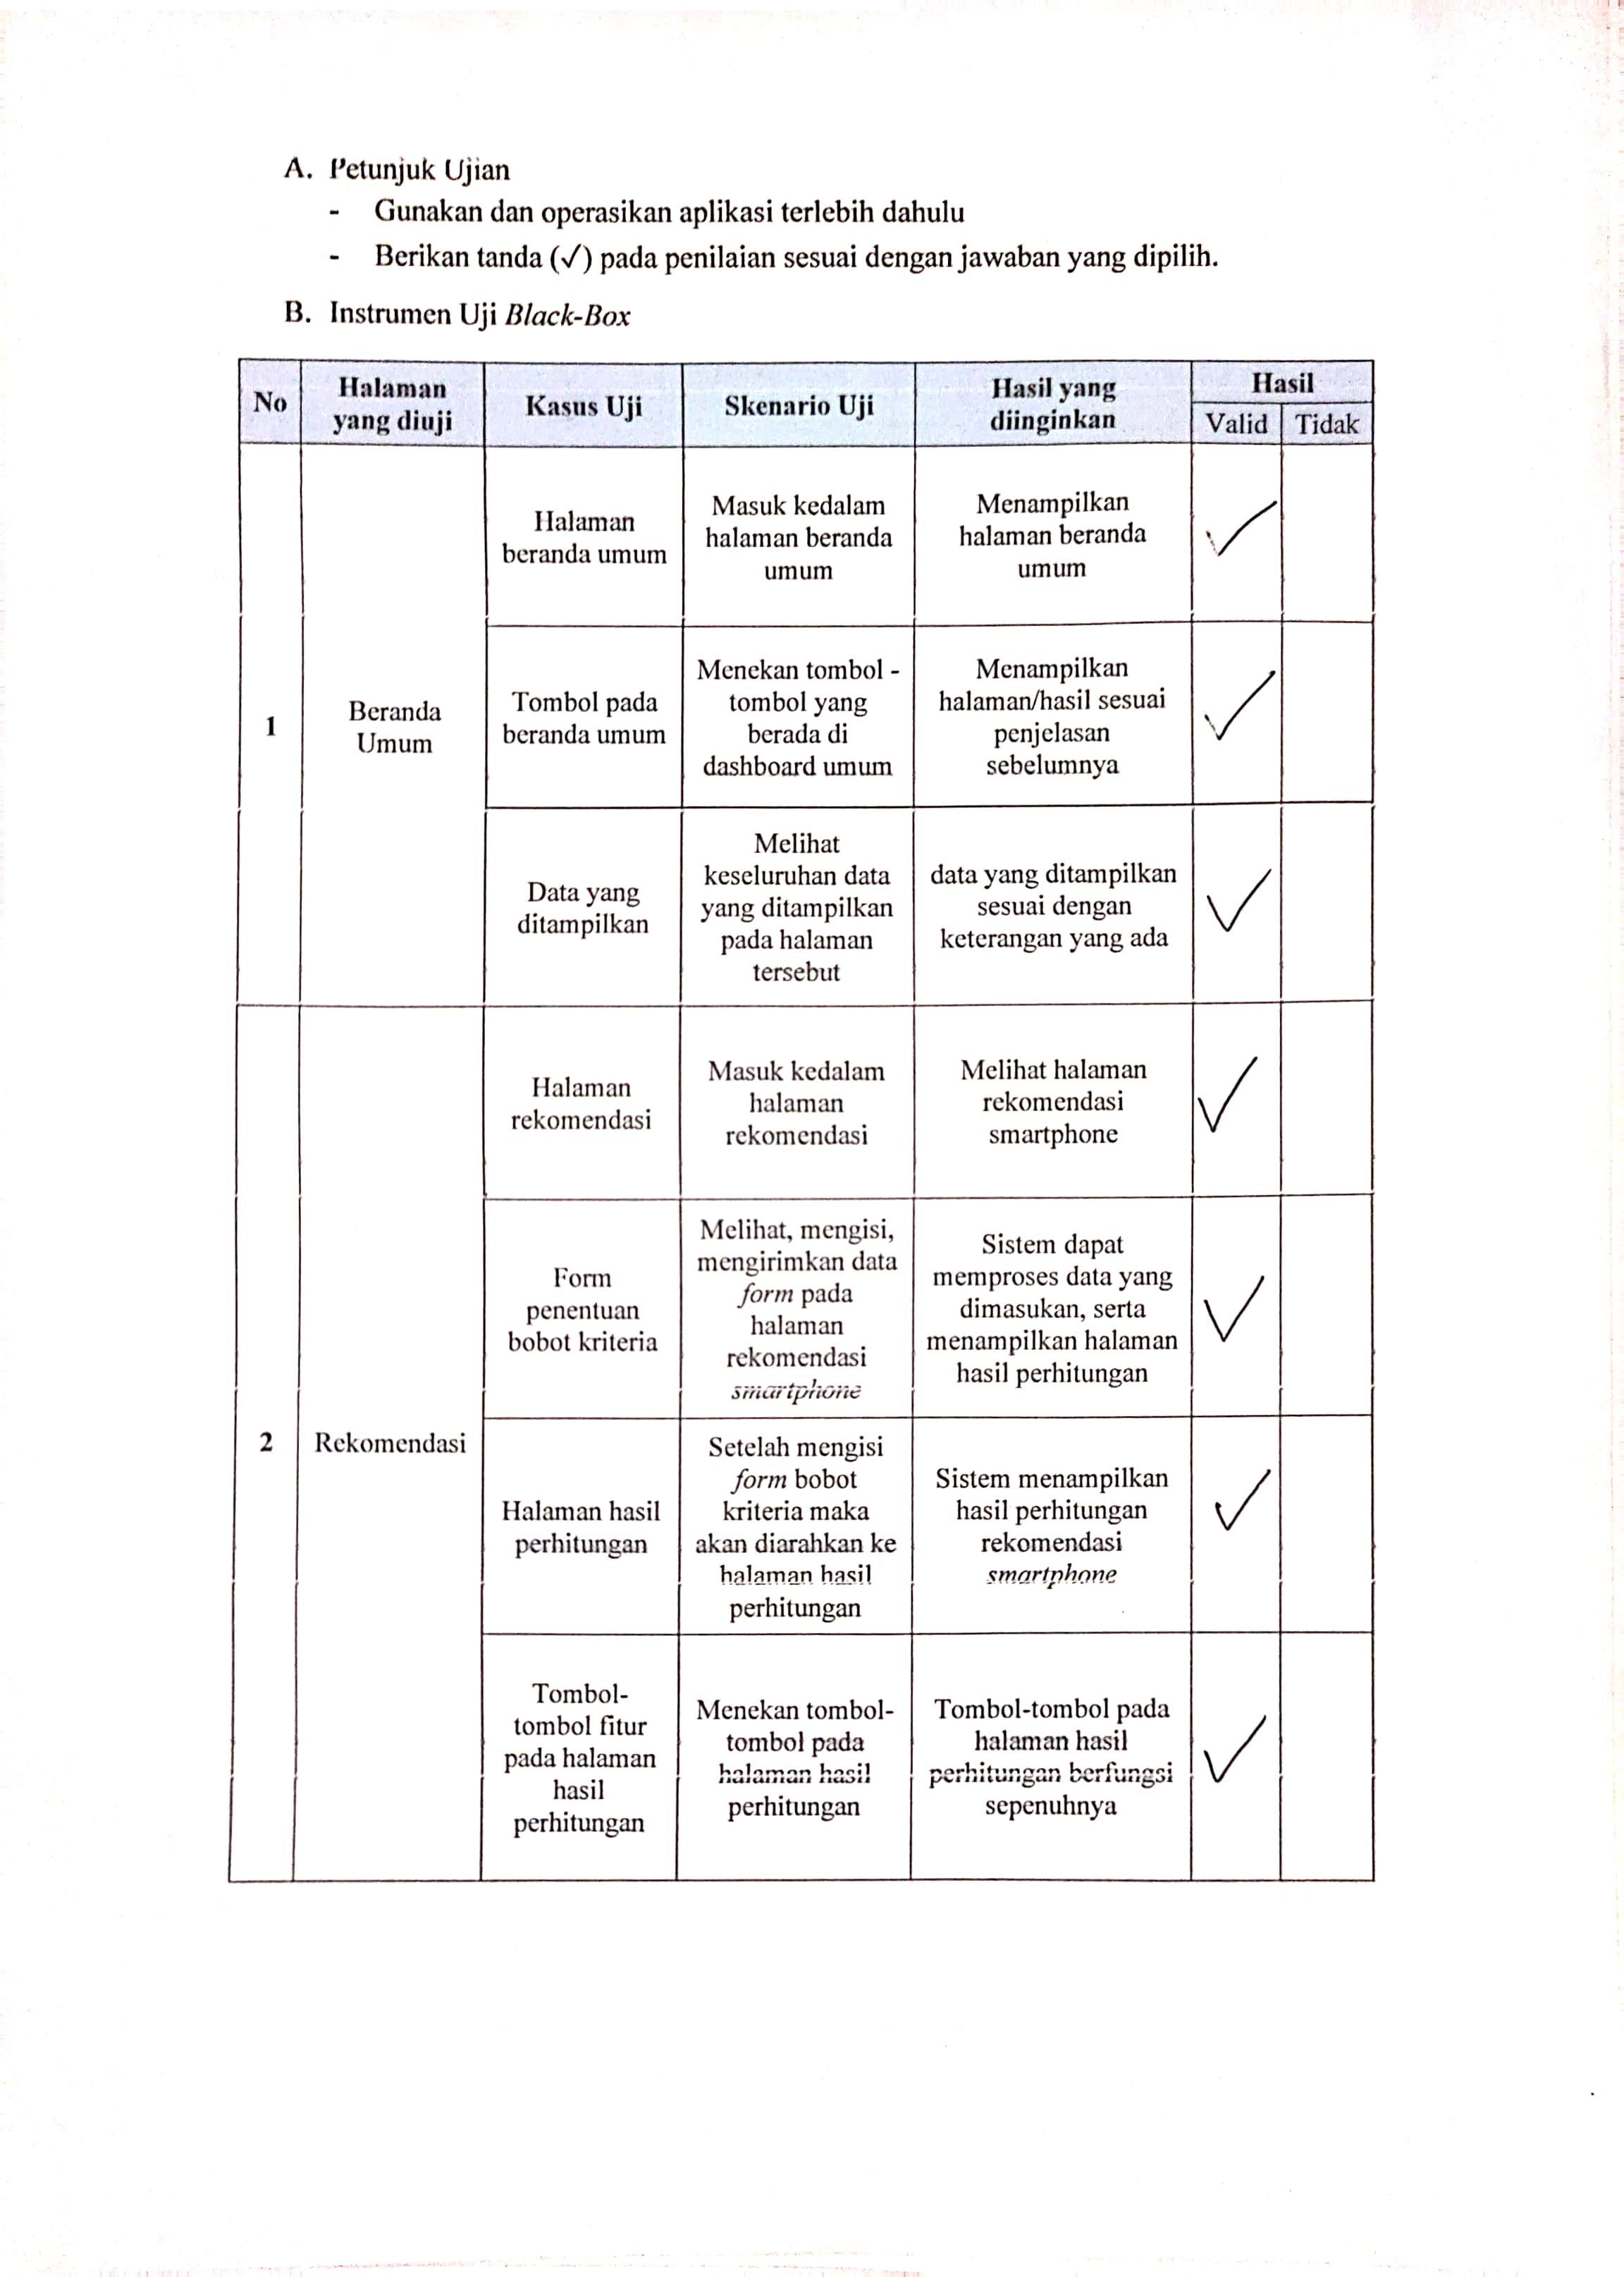 A. Petunjuk Ujian
- Gunakan dan operasikan aplikasi terlebih dahulu
- Berikan tanda (✓) pada penilaian sesuai dengan jawaban yang dipilih.
B. Instrumen Uji Black-Box
No
Halaman
yang diuji
Kasus Uji
Skenario Uji
Hasil yang
diinginkan
Hasil
Valid
Tidak
1
Beranda
Umum
Halaman
beranda umum
Masuk kedalam
halaman beranda
umum
Menampilkan
halaman beranda
umum
✓
Tombol pada
beranda umum
Menekan tombol -
tombol yang
berada di
dashboard umum
Menampilkan
halaman/hasil sesuai
penjelasan
sebelumnya
✓
Data yang
ditampilkan
Melihat
keseluruhan data
yang ditampilkan
pada halaman
tersebut
data yang ditampilkan
sesuai dengan
keterangan yang ada
✓
2
Rekomendasi
Halaman
rekomendasi
Masuk kedalam
halaman
rekomendasi
Melihat halaman
rekomendasi
smartphone
✓
Form
penentuan
bobot kriteria
Melihat, mengisi,
mengirimkan data
form pada
halaman
rekomendasi
smartphone
Sistem dapat
memproses data yang
dimasukan, serta
menampilkan halaman
hasil perhitungan
✓
Halaman hasil
perhitungan
Setelah mengisi
form bobot
kriteria maka
akan diarahkan ke
halaman hasil
perhitungan
Sistem menampilkan
hasil perhitungan
rekomendasi
smartphone
✓
Tombol-
tombol fitur
pada halaman
hasil
perhitungan
Menekan tombol-
tombol pada
halaman hasil
perhitungan
Tombol-tombol pada
halaman hasil
perhitungan berfungsi
sepenuhnya
✓